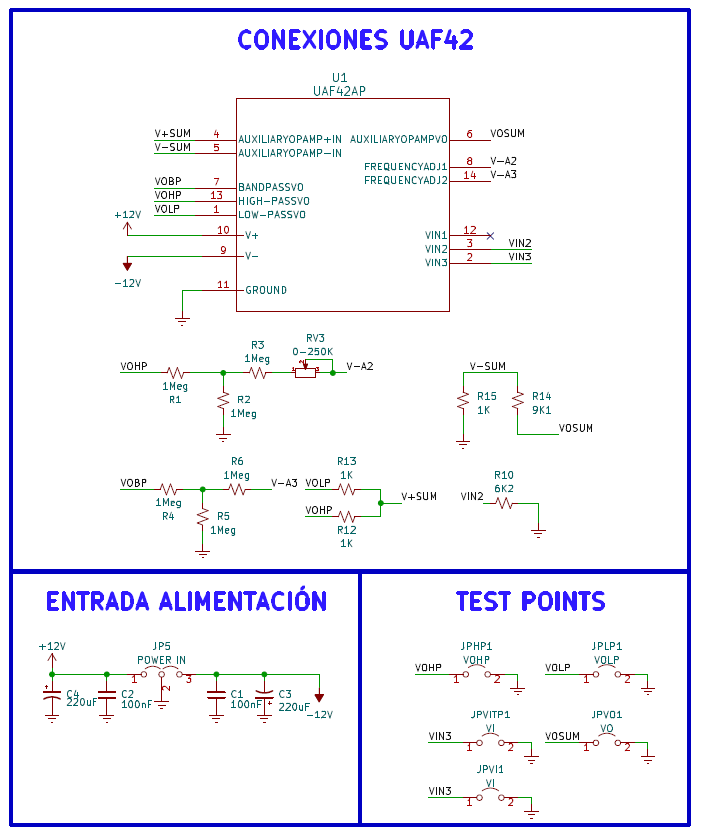 CONEXIONES UAF42
U1
UAF42AP
V+SUM 4 AUXILIARYOPAMP+IN AUXILIARYOPAMPVO 6 VOSUM
V-SUM 5 AUXILIARYOPAMP-IN
FREQUENCYADJ1 8 V-A2
FREQUENCYADJ2 14 V-A3
VOBP 7 BANDPASSVO
VOHP 13 HIGH-PASSVO
VOLP 1 LOW-PASSVO
+12V 10 V+ VIN1 12
VIN2 3 VIN2
9 V- VIN3 2 VIN3
-12V
11 GROUND
R3
1Meg
RV3
0-250K
VOHP 1 2 3 V-A2
1Meg
R1
R2
1Meg
V-SUM
R15
1K
R14
9K1
VOSUM
R6
1Meg
VOBP V-A3
1Meg
R4
R5
1Meg
R13
1K
VOLP
V+SUM
VOHP
R12
1K
R10
6K2
VIN2
ENTRADA ALIMENTACIÓN
+12V
JP5
POWER IN
1 2 3
C4
220uF
C2
100nF
C1
100nF
C3
220uF
-12V
TEST POINTS
JPHP1
VOHP
VOHP 1 2
JPLP1
VOLP
VOLP 1 2
JPVITP1
VI
VIN3 1 2
JPVO1
VO
VOSUM 1 2
JPVI1
VI
VIN3 1 2